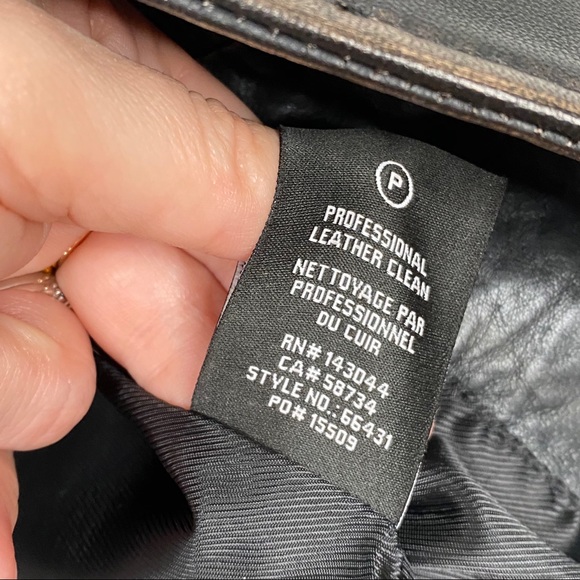 P
PROFESSIONAL
LEATHER CLEAN
NETTOYAGE PAR
PROFESSIONNEL
DU CUIR
RN# 143044
CA# 58734
STYLE NO.: 66431
PO# 15509